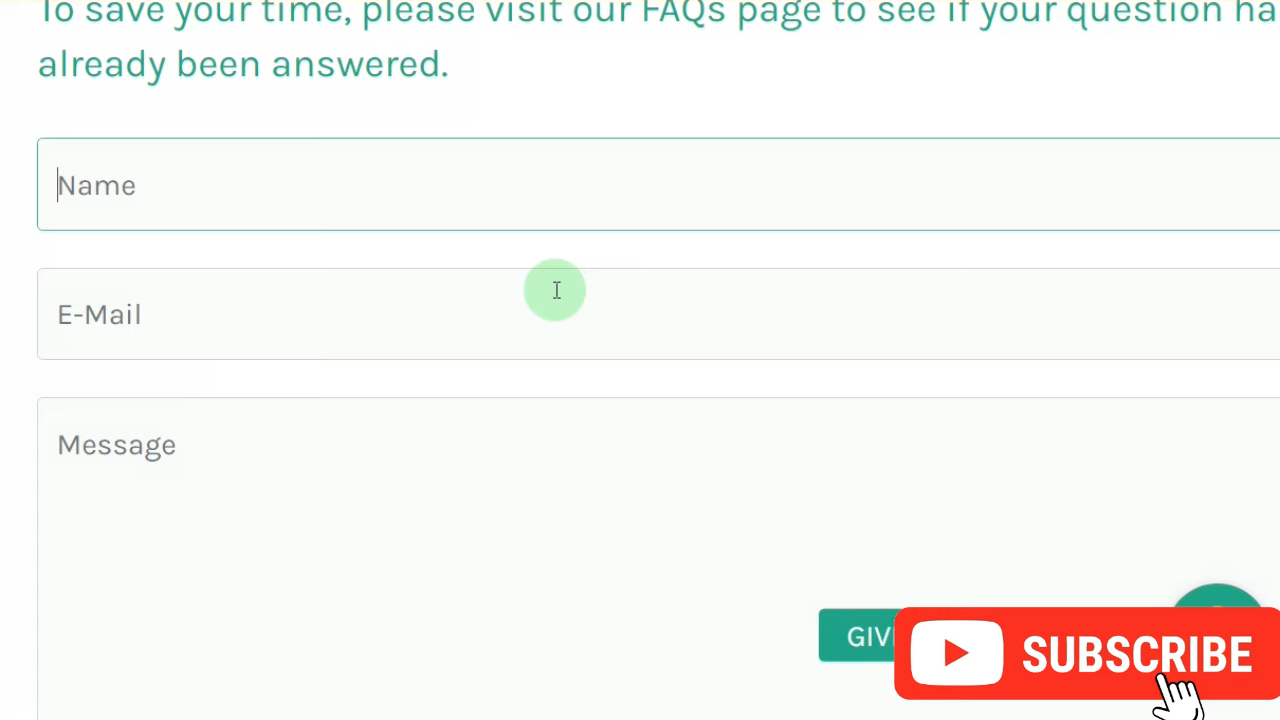 To save your time, please visit our FAQs page to see if your question ha
already been answered.
Name
E-Mail
Message
GIV
SUBSCRIBE